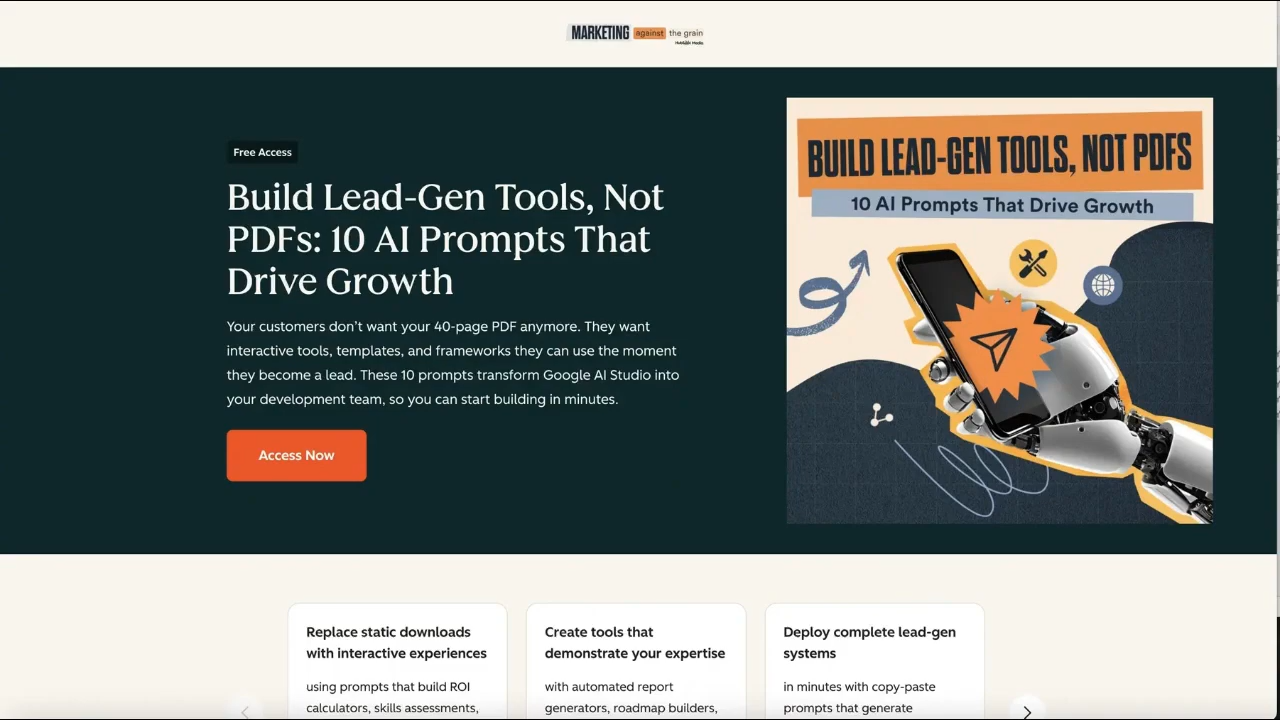 MARKETING against the grain
HubSpot Media
Free Access
Build Lead-Gen Tools, Not
PDFs: 10 AI Prompts That
Drive Growth
Your customers don't want your 40-page PDF anymore. They want
interactive tools, templates, and frameworks they can use the moment
they become a lead. These 10 prompts transform Google AI Studio into
your development team, so you can start building in minutes.
Access Now
BUILD LEAD-GEN TOOLS, NOT PDFS
10 AI Prompts That Drive Growth
Replace static downloads
with interactive experiences
using prompts that build ROI
calculators, skills assessments,
Create tools that
demonstrate your expertise
with automated report
generators, roadmap builders,
Deploy complete lead-gen
systems
in minutes with copy-paste
prompts that generate